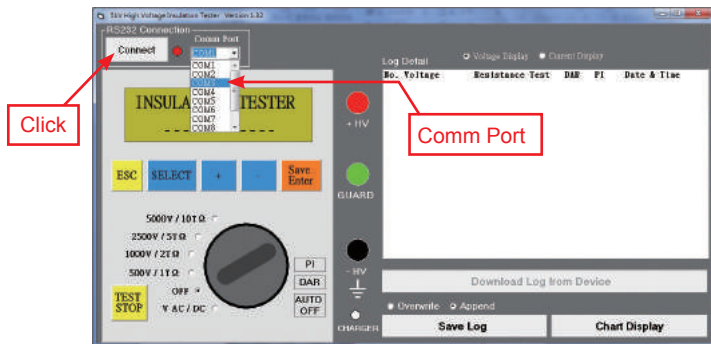 5kV High Voltage Insulation Tester Version 1.32
RS232 Connection
Comm Port
Connect
COM1
COM1
COM2
COM3
COM4
COM5
COM6
COM7
COM8
Click
Comm Port
INSULA TESTER
ESC
SELECT
+
-
Save
Enter
5000V / 10TΩ
2500V / 5TΩ
1000V / 2TΩ
500V / 1TΩ
OFF
V AC / DC
TEST
STOP
PI
DAR
AUTO
OFF
+ HV
GUARD
- HV
CHARGER
Log Detail
Voltage Display
Current Display
No. Voltage Resistance Test DAR PI Date & Time
Download Log from Device
Overwrite
Append
Save Log
Chart Display